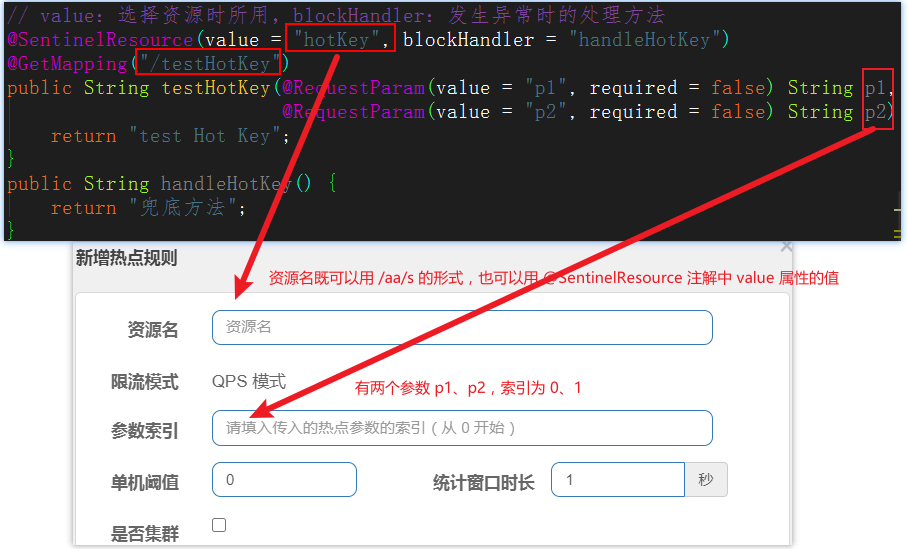 // value: 选择资源时所用, blockHandler: 发生异常时的处理方法
@SentinelResource(value = "hotKey", blockHandler = "handleHotKey")
@GetMapping("/testHotKey")
public String testHotKey(@RequestParam(value = "p1", required = false) String p1,
@RequestParam(value = "p2", required = false) String p2)
return "test Hot Key";
}
public String handleHotKey() {
return "兜底方法";
}
新增热点规则
×
资源名既可以用 /aa/s 的形式，也可以用 @SentinelResource 注解中 value 属性的值
资源名 资源名
限流模式 QPS 模式
有两个参数 p1、p2，索引为 0、1
参数索引 请填入传入的热点参数的索引（从 0 开始）
单机阈值 0 统计窗口时长 1 秒
是否集群